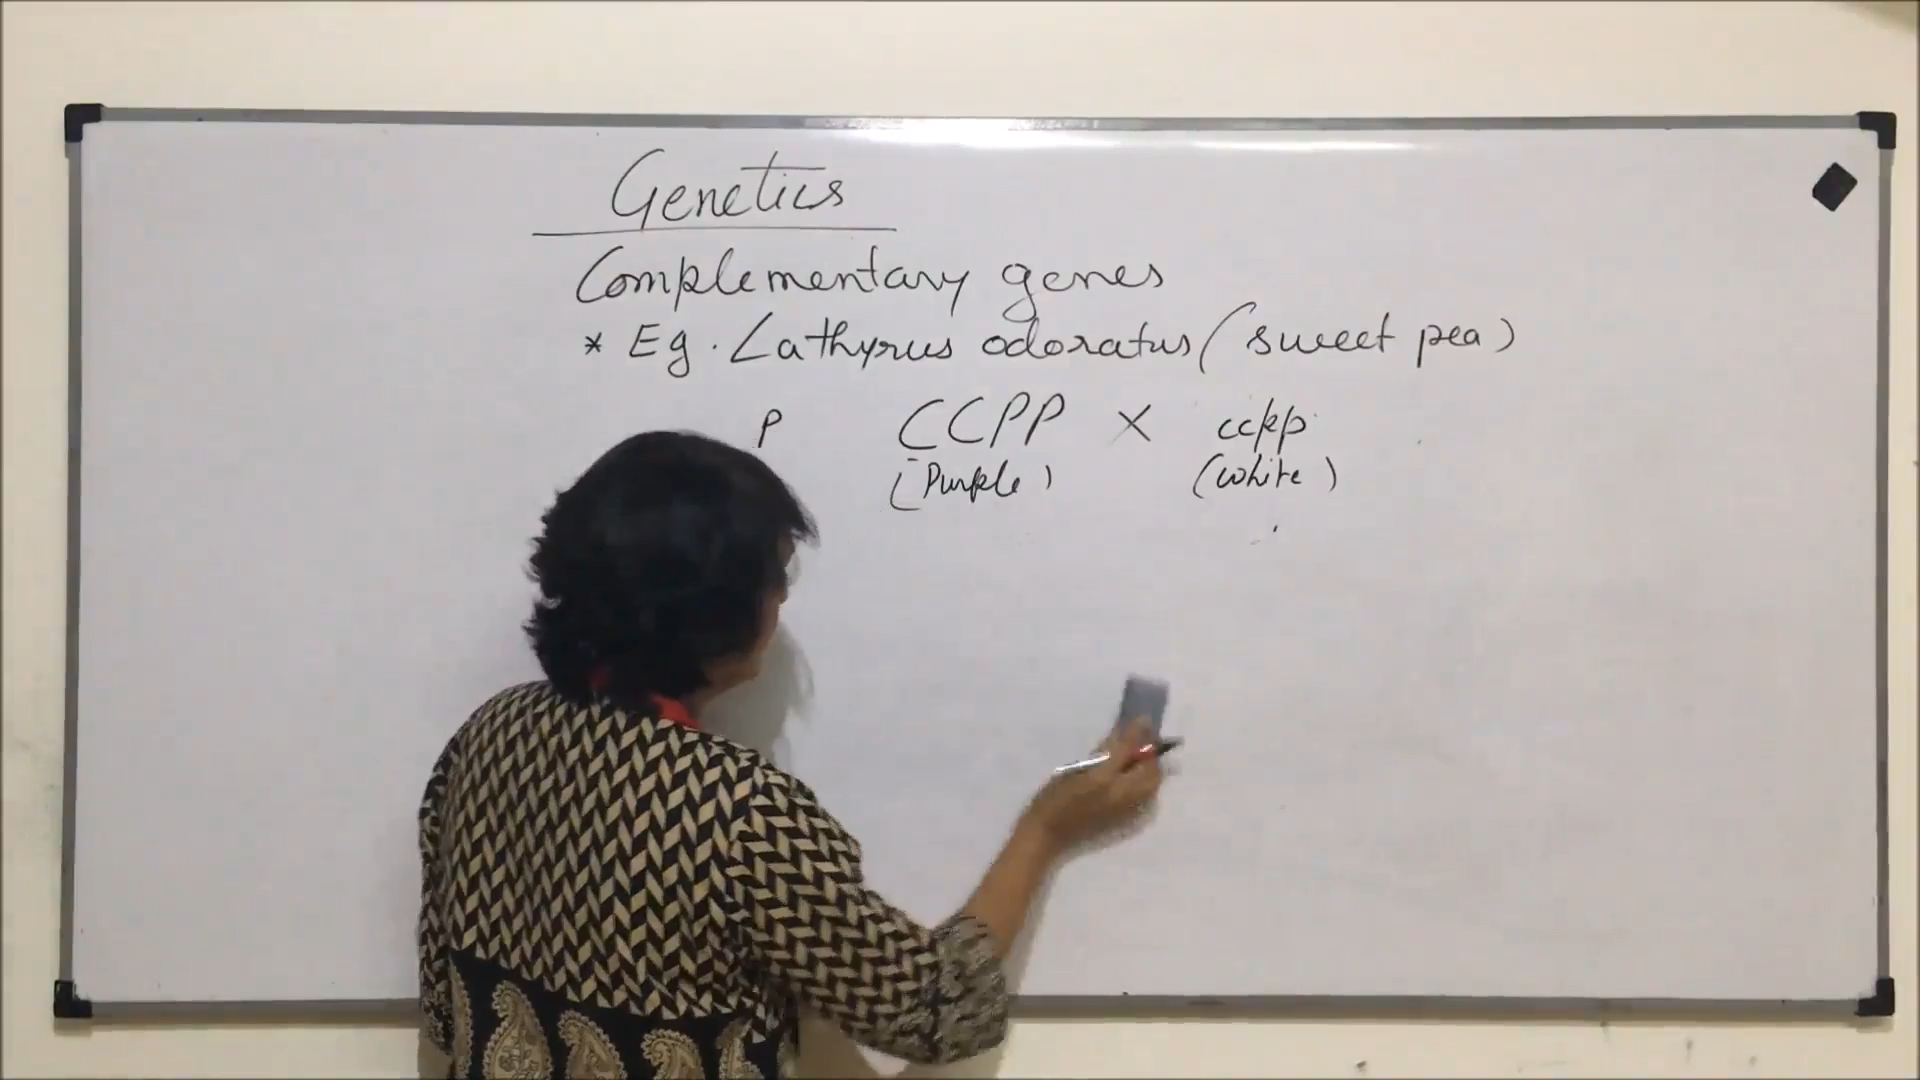 Genetics
Complementary genes
* Eg. Lathyrus odoratus (sweet pea)
P CCPP X ccpp
(Purple) (white)